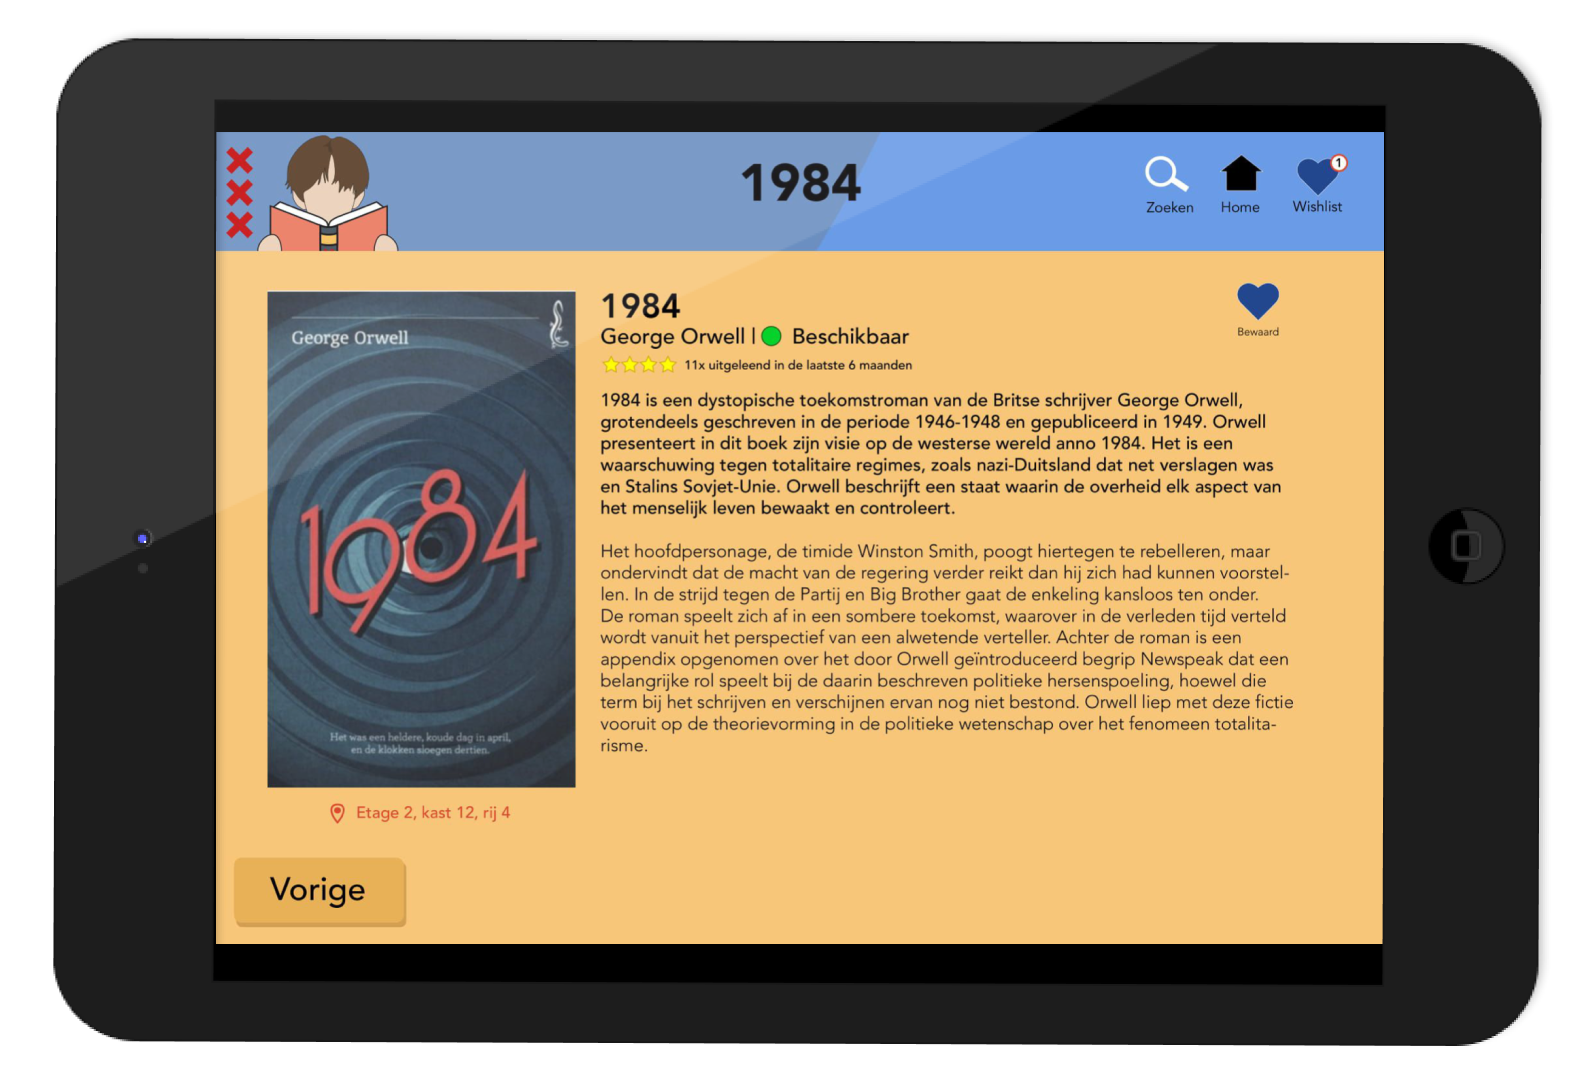 1984
Zoeken
Home
1
Wishlist
George Orwell
1984
Het was een heldere, koude dag in april,
en de klokken sloegen dertien.
Etage 2, kast 12, rij 4
Vorige
1984
George Orwell | Beschikbaar
11x uitgeleend in de laatste 6 maanden
Bewaard
1984 is een dystopische toekomstroman van de Britse schrijver George Orwell,
grotendeels geschreven in de periode 1946-1948 en gepubliceerd in 1949. Orwell
presenteert in dit boek zijn visie op de westerse wereld anno 1984. Het is een
waarschuwing tegen totalitaire regimes, zoals nazi-Duitsland dat net verslagen was
en Stalins Sovjet-Unie. Orwell beschrijft een staat waarin de overheid elk aspect van
het menselijk leven bewaakt en controleert.
Het hoofdpersonage, de timide Winston Smith, poogt hiertegen te rebelleren, maar
ondervindt dat de macht van de regering verder reikt dan hij zich had kunnen voorstel-
len. In de strijd tegen de Partij en Big Brother gaat de enkeling kansloos ten onder.
De roman speelt zich af in een sombere toekomst, waarover in de verleden tijd verteld
wordt vanuit het perspectief van een alwetende verteller. Achter de roman is een
appendix opgenomen over het door Orwell geïntroduceerd begrip Newspeak dat een
belangrijke rol speelt bij de daarin beschreven politieke hersenspoeling, hoewel die
term bij het schrijven en verschijnen ervan nog niet bestond. Orwell liep met deze fictie
vooruit op de theorievorming in de politieke wetenschap over het fenomeen totalita-
risme.